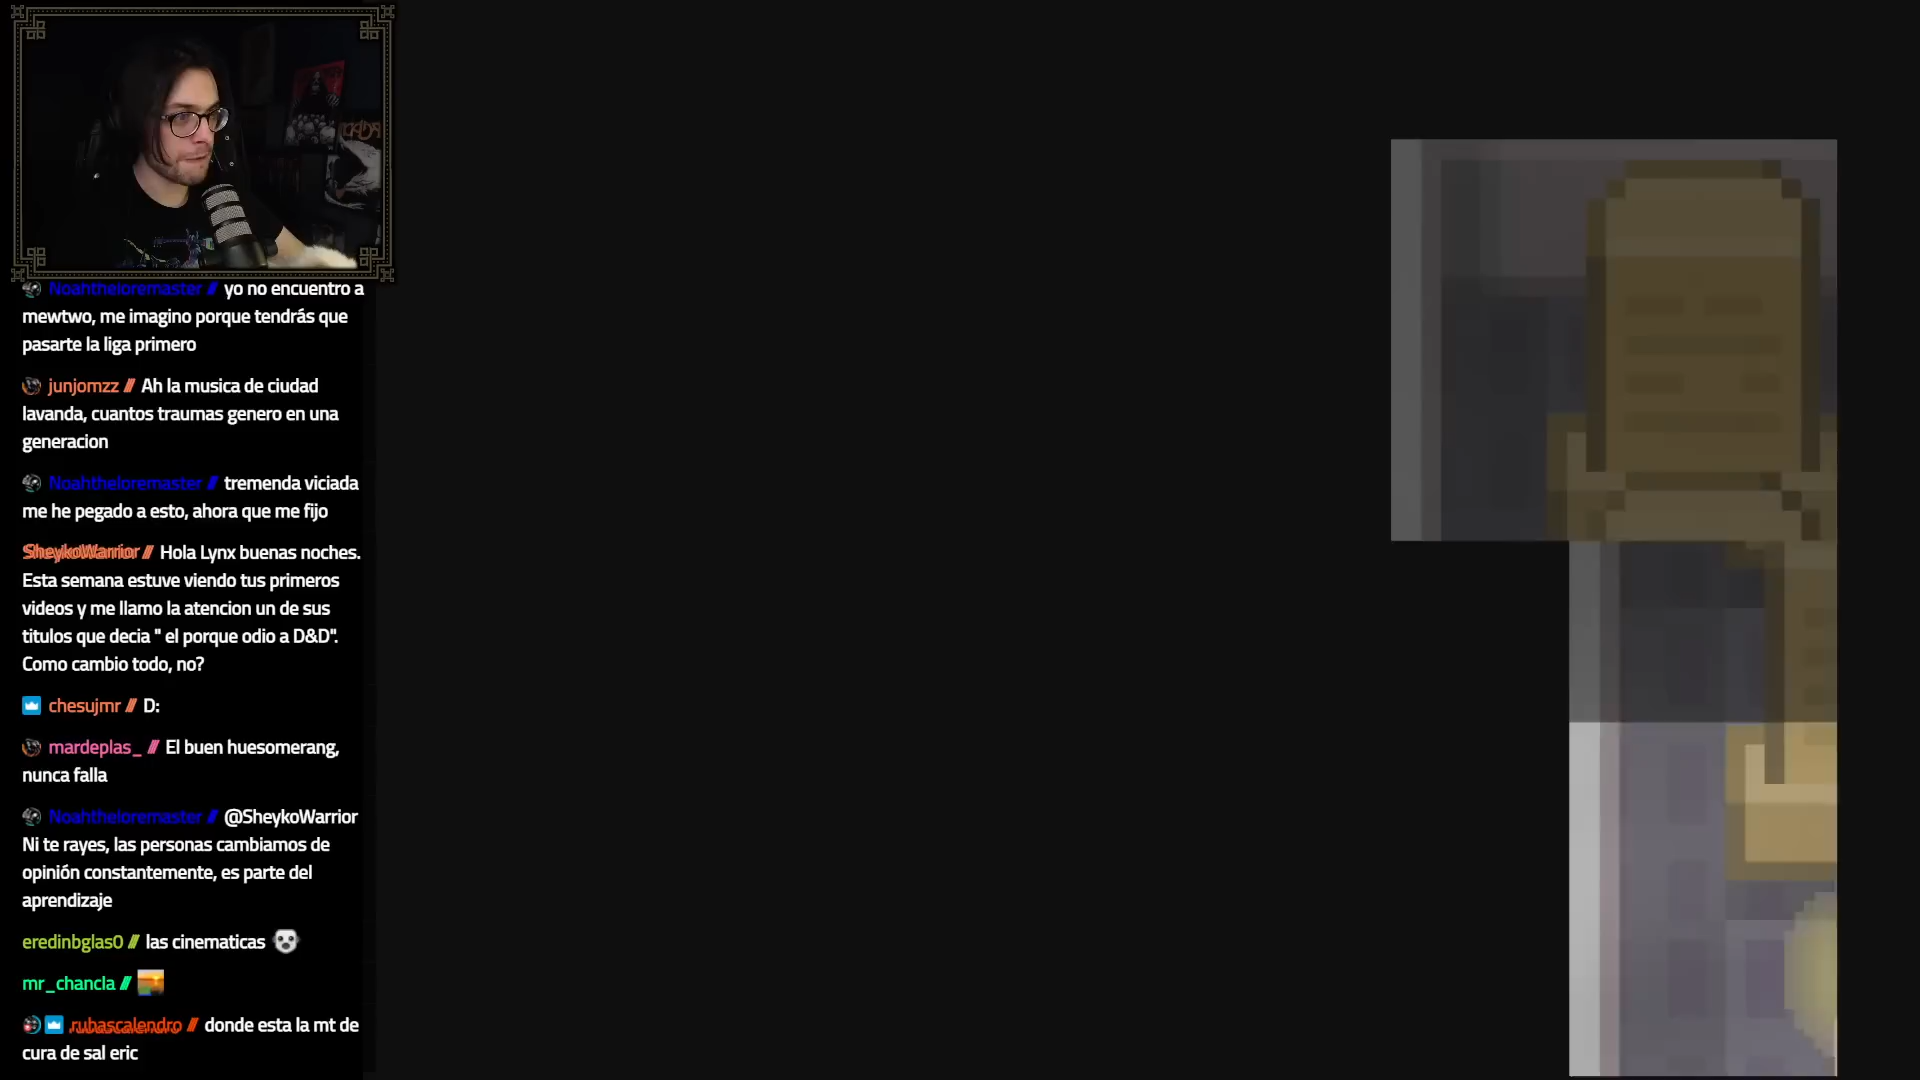 Noahtheloremaster // yo no encuentro a
mewtwo, me imagino porque tendrás que
pasarte la liga primero
junjomzz // Ah la musica de ciudad
lavanda, cuantos traumas genero en una
generacion
Noahtheloremaster // tremenda viciada
me he pegado a esto, ahora que me fijo
SheykoWarrior // Hola Lynx buenas noches.
Esta semana estuve viendo tus primeros
videos y me llamo la atencion un de sus
titulos que decia " el porque odio a D&D".
Como cambio todo, no?
chesujmr // D:
mardeplas_ // El buen huesomerang,
nunca falla
Noahtheloremaster // @SheykoWarrior
Ni te rayes, las personas cambiamos de
opinión constantemente, es parte del
aprendizaje
eredinbglas0 // las cinematicas
mr_chancla //
rubascalendro // donde esta la mt de
cura de sal eric